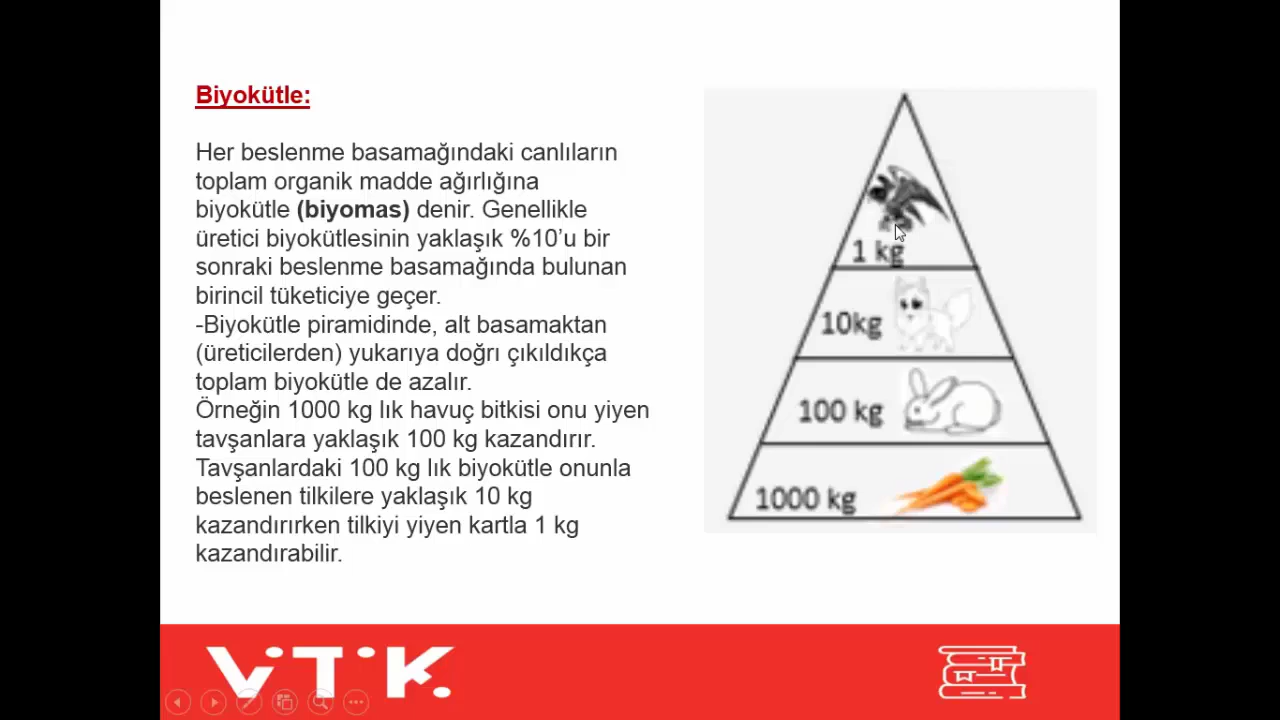 Biyokütle:
Her beslenme basamağındaki canlıların
toplam organik madde ağırlığına
biyokütle (biyomas) denir. Genellikle
üretici biyokütlesinin yaklaşık %10'u bir
sonraki beslenme basamağında bulunan
birincil tüketiciye geçer.
-Biyokütle piramidinde, alt basamaktan
(üreticilerden) yukarıya doğrı çıkıldıkça
toplam biyokütle de azalır.
Örneğin 1000 kg lık havuç bitkisi onu yiyen
tavşanlara yaklaşık 100 kg kazandırır.
Tavşanlardaki 100 kg lık biyokütle onunla
beslenen tilkilere yaklaşık 10 kg
kazandırırken tilkiyi yiyen kartla 1 kg
kazandırabilir.
1 kg
10kg
100 kg
1000 kg
VİTİK.